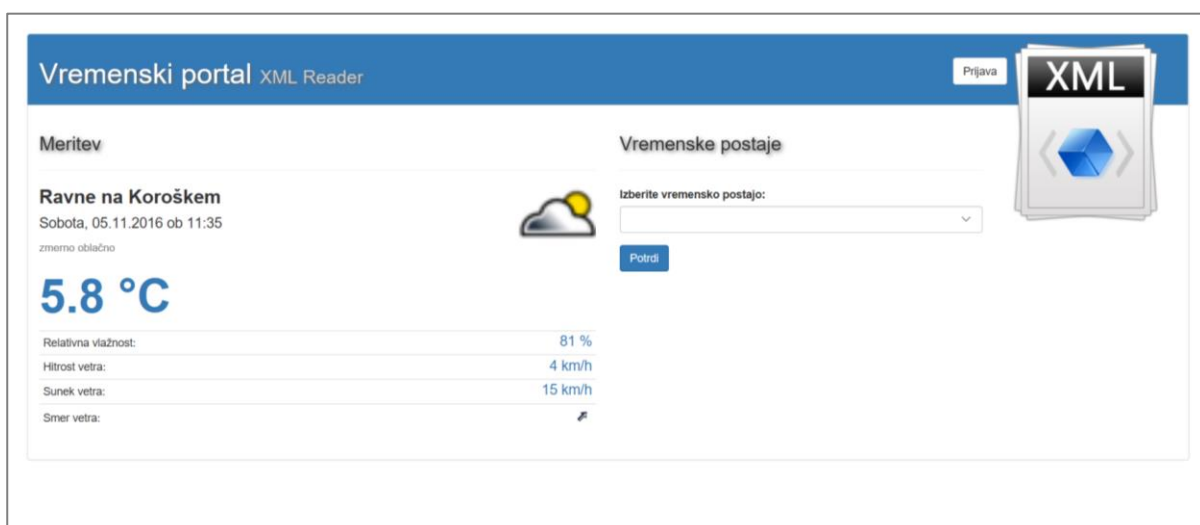 Vremenski portal XML Reader
Prijava
XML
Meritev
Ravne na Koroškem
Sobota, 05.11.2016 ob 11:35
zmerno oblačno
5.8 °C
Relativna vlažnost: 81 %
Hitrost vetra: 4 km/h
Sunek vetra: 15 km/h
Smer vetra:
Vremenske postaje
Izberite vremensko postajo:
Potrdi